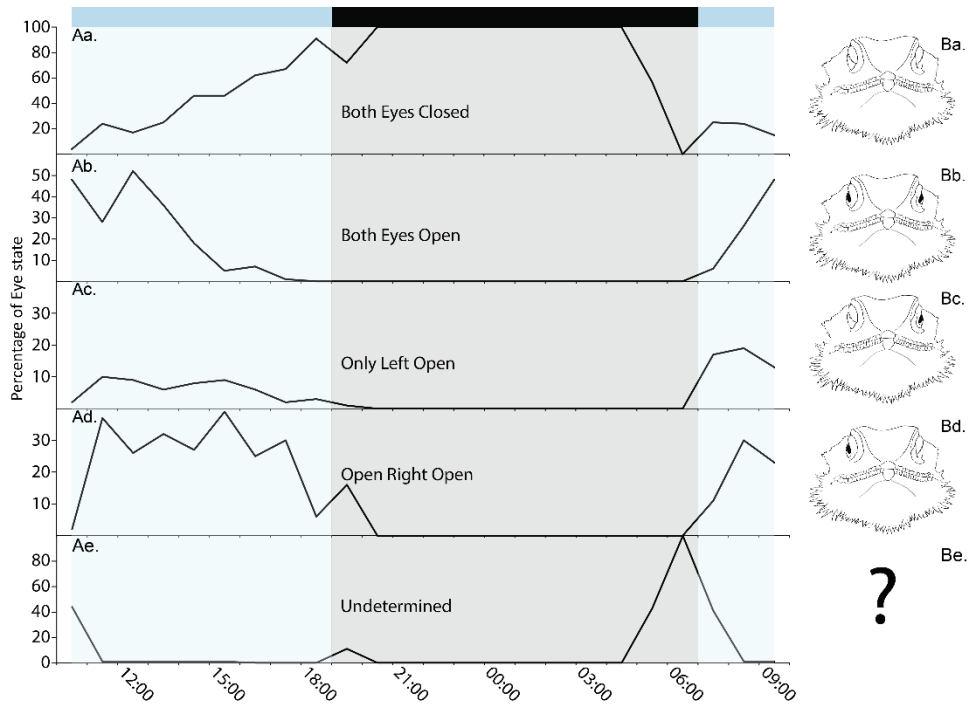 Aa.
100
80
60
40
20
Both Eyes Closed
Ba.
Ab.
50
40
30
20
10
Both Eyes Open
Bb.
Percentage of Eye state
Ac.
30
20
10
Only Left Open
Bc.
Ad.
30
20
10
Open Right Open
Bd.
Ae.
80
60
40
20
0
Undetermined
Be.
?
12:00 15:00 18:00 21:00 00:00 03:00 06:00 09:00